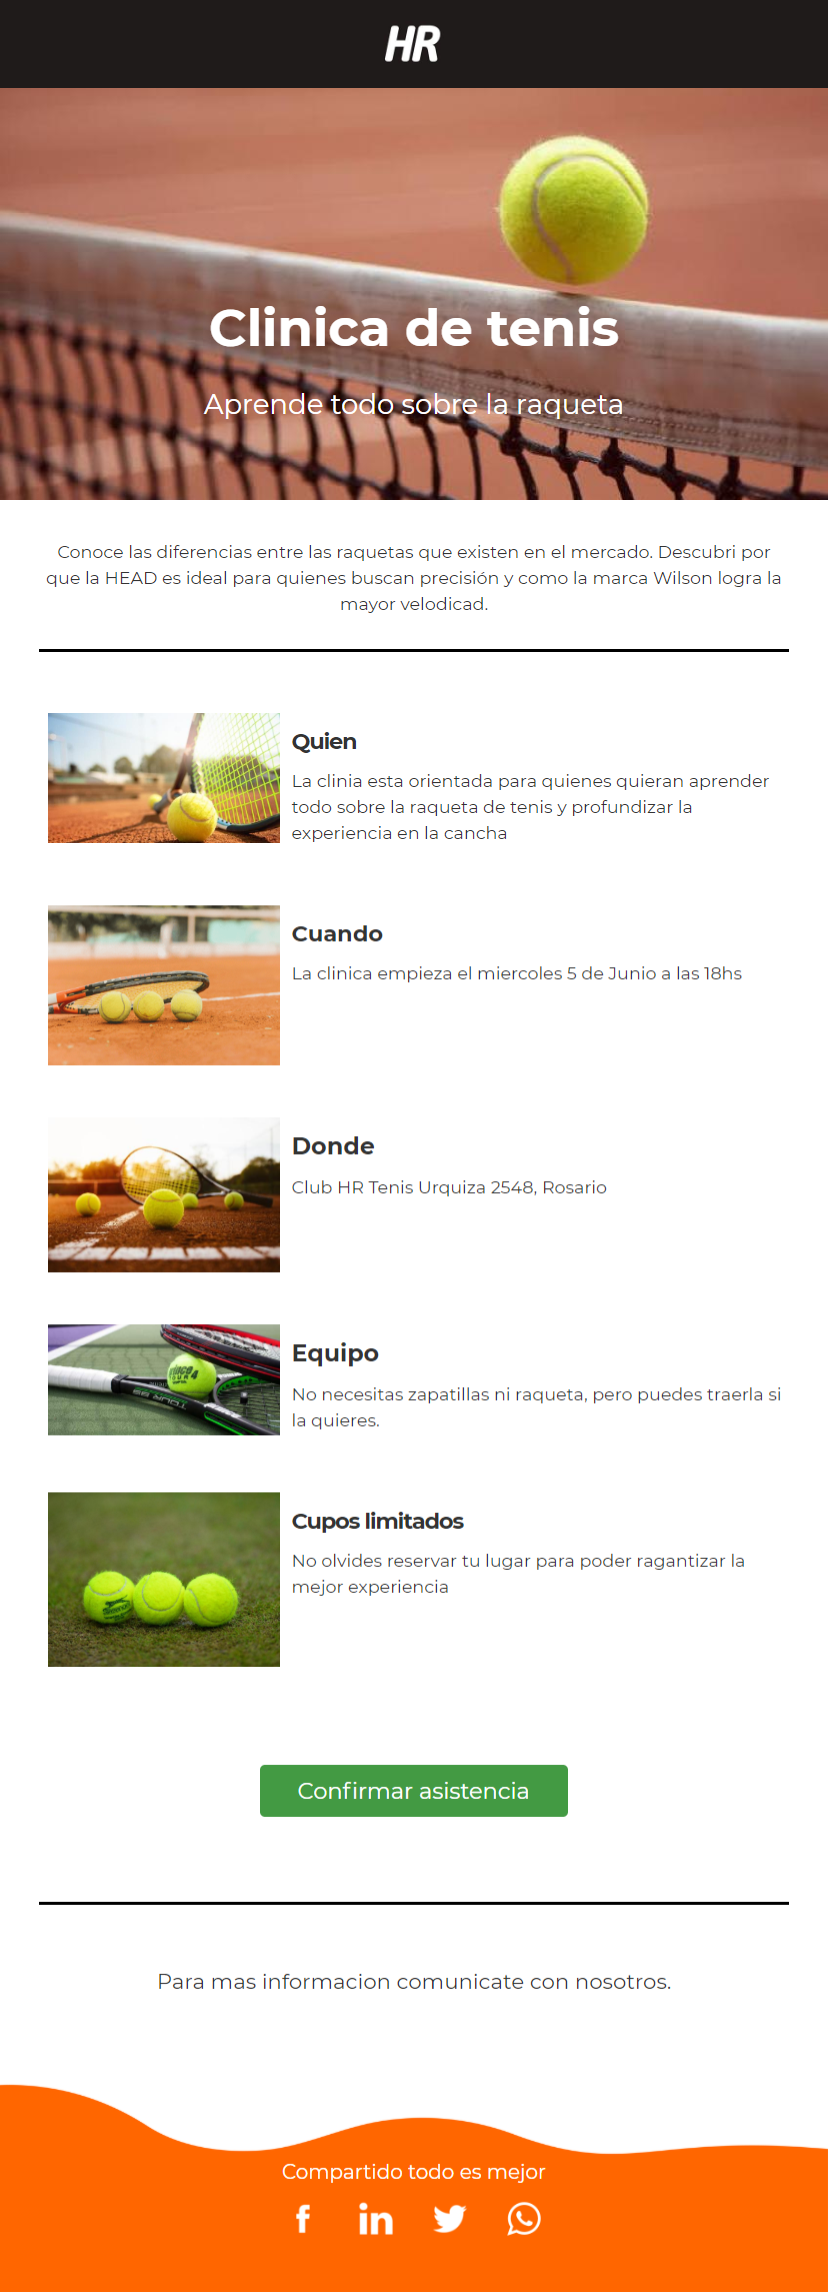 HR
Clinica de tenis
Aprende todo sobre la raqueta
Conoce las diferencias entre las raquetas que existen en el mercado. Descubri por
que la HEAD es ideal para quienes buscan precisión y como la marca Wilson logra la
mayor velodicad.
Quien
La clinia esta orientada para quienes quieran aprender
todo sobre la raqueta de tenis y profundizar la
experiencia en la cancha
Cuando
La clinica empieza el miercoles 5 de Junio a las 18hs
Donde
Club HR Tenis Urquiza 2548, Rosario
Equipo
No necesitas zapatillas ni raqueta, pero puedes traerla si
la quieres.
Cupos limitados
No olvides reservar tu lugar para poder ragantizar la
mejor experiencia
Confirmar asistencia
Para mas informacion comunicate con nosotros.
Compartido todo es mejor